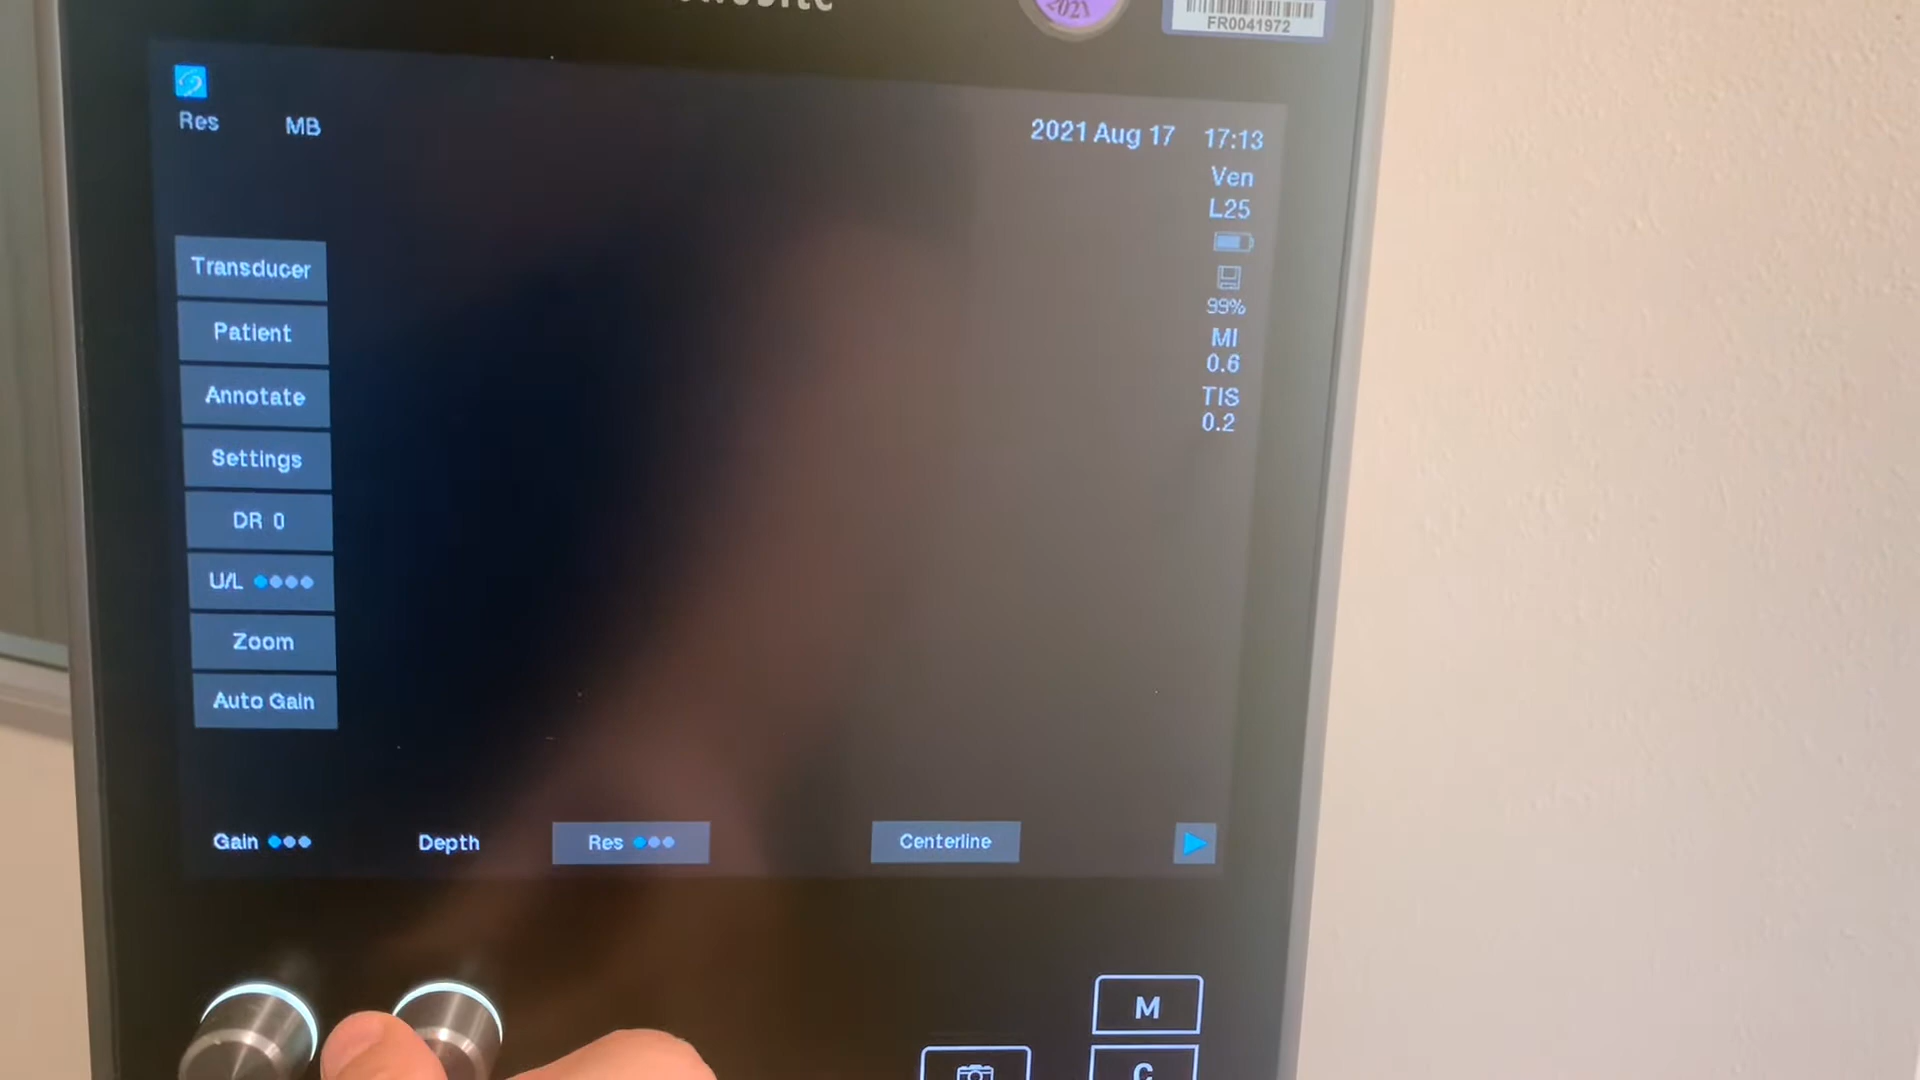 2021
FR0041972
Res MB
2021 Aug 17 17:13
Ven
L25
99%
MI
0.6
TIS
0.2
Transducer
Patient
Annotate
Settings
DR 0
U/L
Zoom
Auto Gain
Gain Depth Res Centerline
M
C